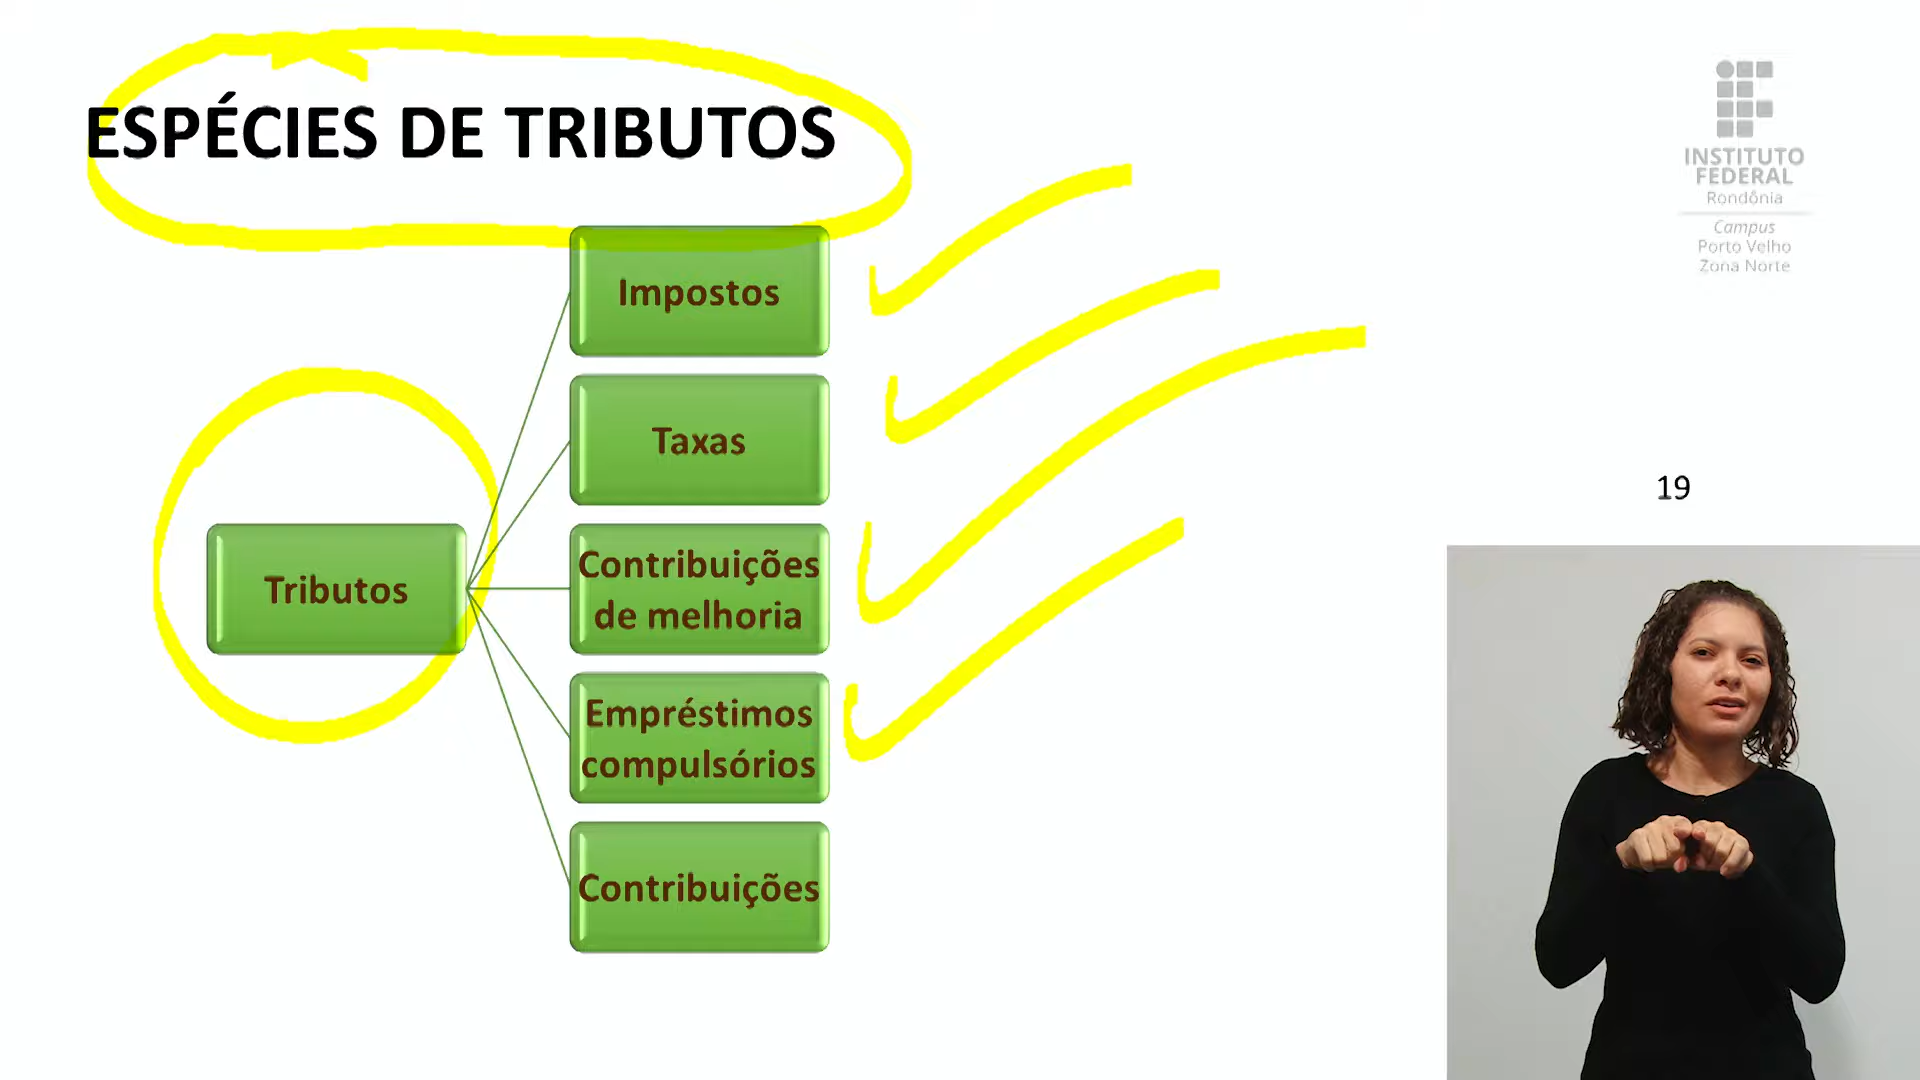 ESPÉCIES DE TRIBUTOS
INSTITUTO
FEDERAL
Rondônia
Campus
Porto Velho
Zona Norte
Impostos
Taxas
Tributos
Contribuições
de melhoria
Empréstimos
compulsórios
Contribuições
19